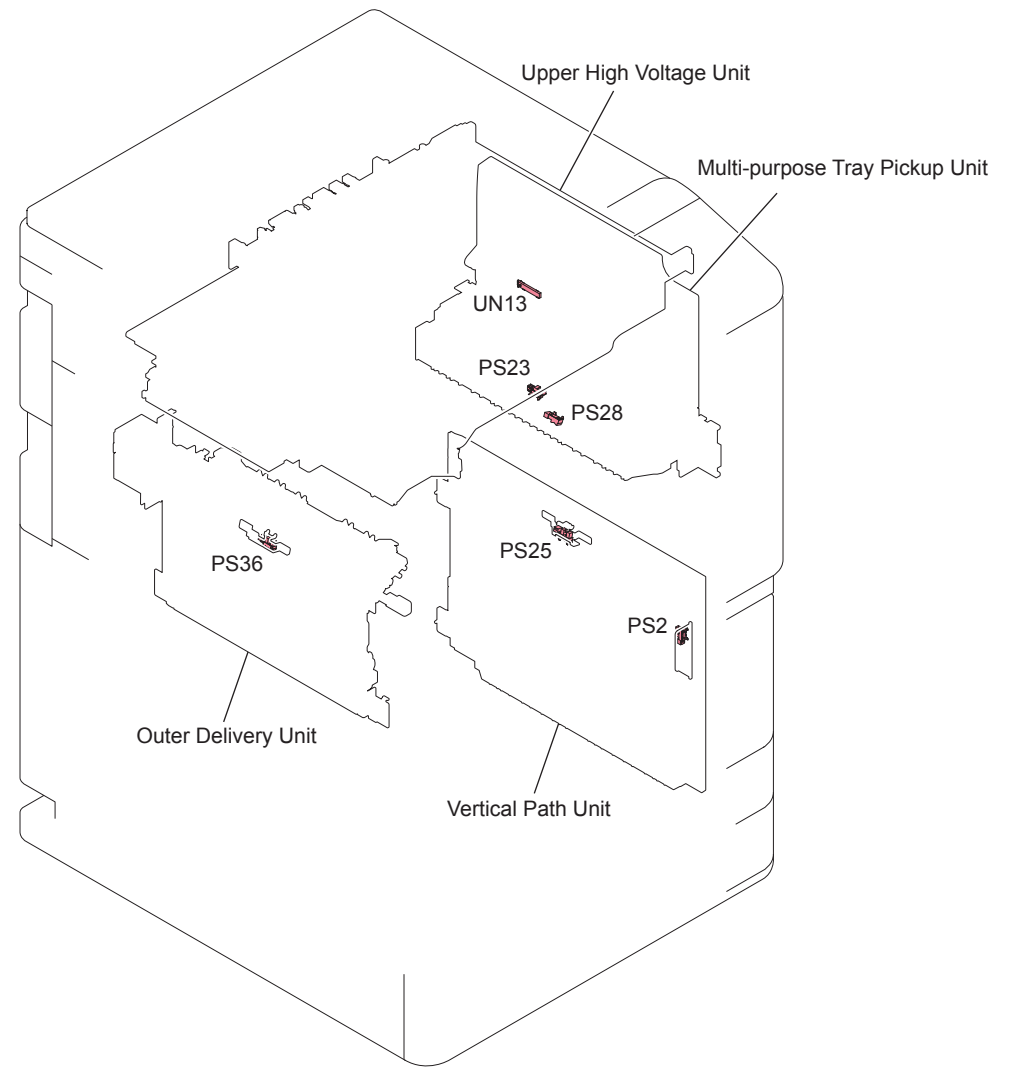 Upper High Voltage Unit
Multi-purpose Tray Pickup Unit
UN13
PS23
PS28
PS25
PS36
PS2
Outer Delivery Unit
Vertical Path Unit